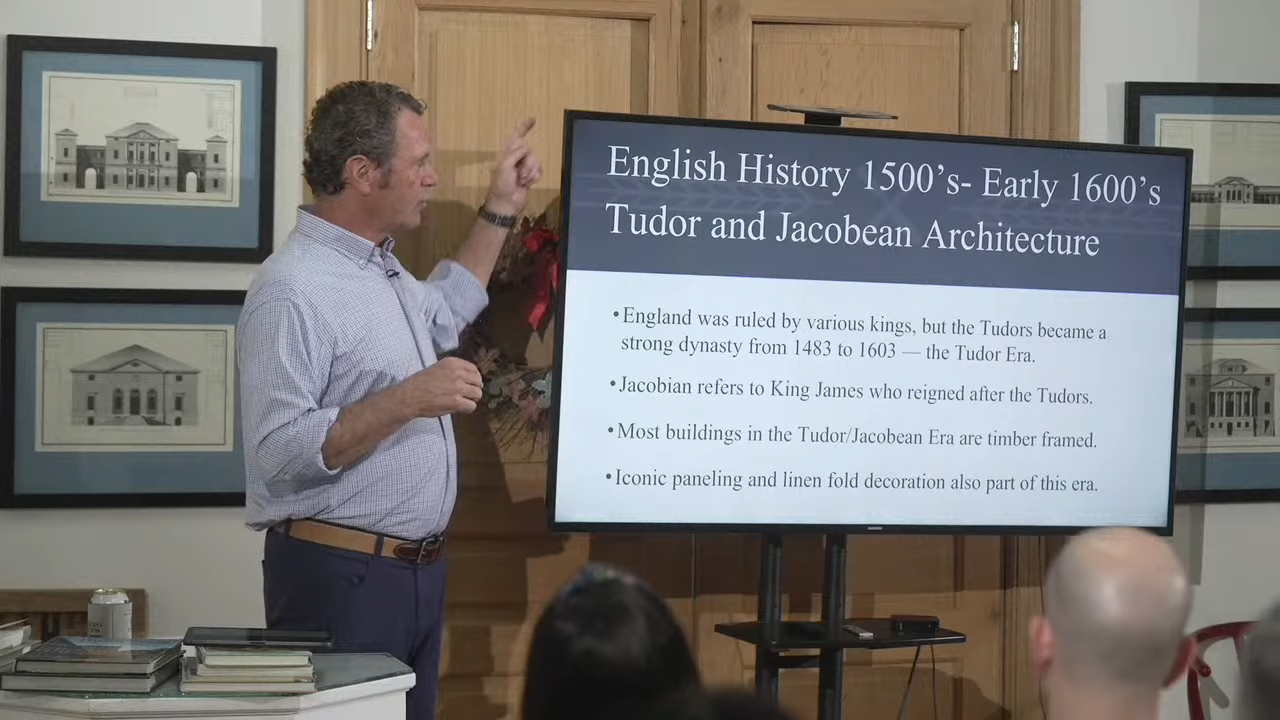 English History 1500's- Early 1600's
Tudor and Jacobean Architecture
•England was ruled by various kings, but the Tudors became a
strong dynasty from 1483 to 1603 — the Tudor Era.
•Jacobian refers to King James who reigned after the Tudors.
•Most buildings in the Tudor/Jacobean Era are timber framed.
•Iconic paneling and linen fold decoration also part of this era.